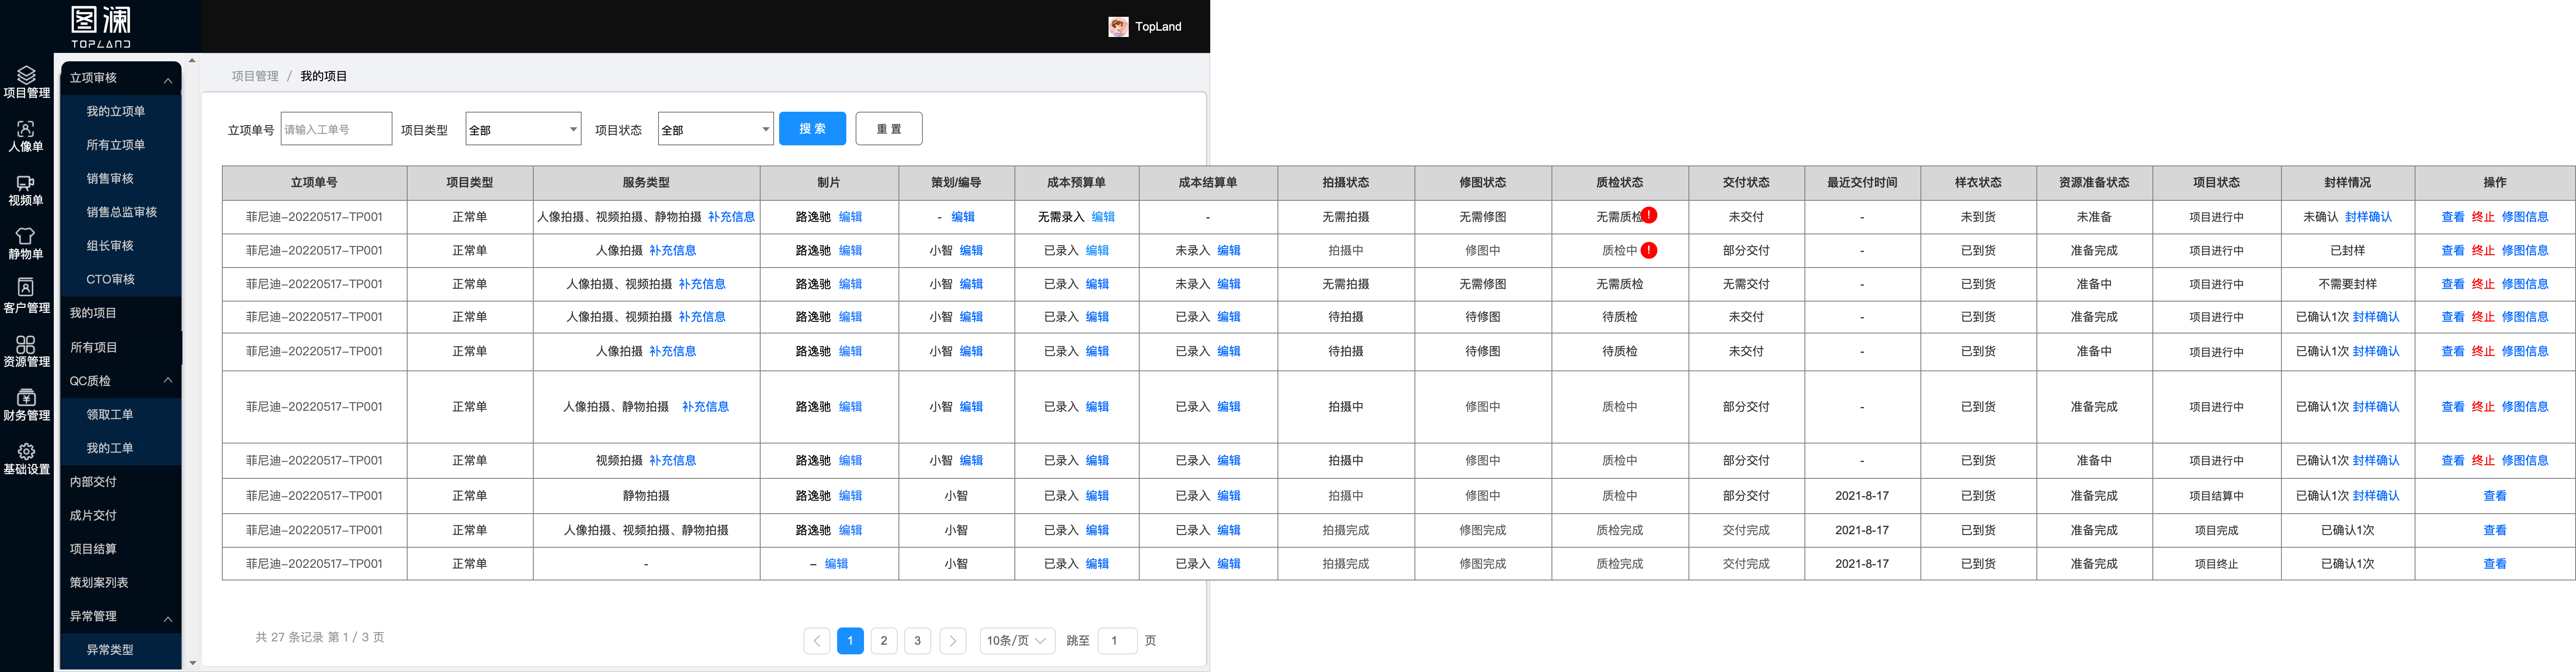 图澜
TOPLAND
TopLand
项目管理
人像单
视频单
静物单
客户管理
资源管理
财务管理
基础设置
立项审核
我的立项单
所有立项单
销售审核
销售总监审核
组长审核
CTO审核
我的项目
所有项目
QC质检
领取工单
我的工单
内部交付
成片交付
项目结算
策划案列表
异常管理
异常类型
项目管理 / 我的项目
立项单号 请输入工单号 项目类型 全部 项目状态 全部 搜 索 重 置
立项单号 项目类型 服务类型 制片 策划/编导 成本预算单 成本结算单 拍摄状态 修图状态 质检状态 交付状态 最近交付时间 样衣状态 资源准备状态 项目状态 封样情况 操作
菲尼迪-20220517-TP001 正常单 人像拍摄、视频拍摄、静物拍摄 补充信息 路逸驰 编辑 - 编辑 无需录入 编辑 - 无需拍摄 无需修图 无需质检 ! 未交付 - 未到货 未准备 项目进行中 未确认 封样确认 查看 终止 修图信息
菲尼迪-20220517-TP001 正常单 人像拍摄 补充信息 路逸驰 编辑 小智 编辑 已录入 编辑 未录入 编辑 拍摄中 修图中 质检中 ! 部分交付 - 已到货 准备完成 项目进行中 已封样 查看 终止 修图信息
菲尼迪-20220517-TP001 正常单 人像拍摄、视频拍摄 补充信息 路逸驰 编辑 小智 编辑 已录入 编辑 未录入 编辑 无需拍摄 无需修图 无需质检 无需交付 - 已到货 准备中 项目进行中 不需要封样 查看 终止 修图信息
菲尼迪-20220517-TP001 正常单 人像拍摄、视频拍摄 补充信息 路逸驰 编辑 小智 编辑 已录入 编辑 已录入 编辑 待拍摄 待修图 待质检 未交付 - 已到货 准备完成 项目进行中 已确认1次 封样确认 查看 终止 修图信息
菲尼迪-20220517-TP001 正常单 人像拍摄 补充信息 路逸驰 编辑 小智 编辑 已录入 编辑 已录入 编辑 待拍摄 待修图 待质检 未交付 - 已到货 准备中 项目进行中 已确认1次 封样确认 查看 终止 修图信息
菲尼迪-20220517-TP001 正常单 人像拍摄、静物拍摄 补充信息 路逸驰 编辑 小智 编辑 已录入 编辑 已录入 编辑 拍摄中 修图中 质检中 部分交付 - 已到货 准备完成 项目进行中 已确认1次 封样确认 查看 终止 修图信息
菲尼迪-20220517-TP001 正常单 视频拍摄 补充信息 路逸驰 编辑 小智 编辑 已录入 编辑 已录入 编辑 拍摄中 修图中 质检中 部分交付 - 已到货 准备中 项目进行中 已确认1次 封样确认 查看 终止 修图信息
菲尼迪-20220517-TP001 正常单 静物拍摄 路逸驰 编辑 小智 已录入 编辑 已录入 编辑 拍摄中 修图中 质检中 部分交付 2021-8-17 已到货 准备完成 项目结算中 已确认1次 封样确认 查看
菲尼迪-20220517-TP001 正常单 人像拍摄、视频拍摄、静物拍摄 路逸驰 编辑 小智 已录入 编辑 已录入 编辑 拍摄完成 修图完成 质检完成 交付完成 2021-8-17 已到货 准备完成 项目完成 已确认1次 查看
菲尼迪-20220517-TP001 正常单 - – 编辑 小智 已录入 编辑 已录入 编辑 拍摄完成 修图完成 质检完成 交付完成 2021-8-17 已到货 准备完成 项目终止 已确认1次 查看
共 27 条记录 第 1 / 3 页 1 2 3 10条/页 跳至 1 页